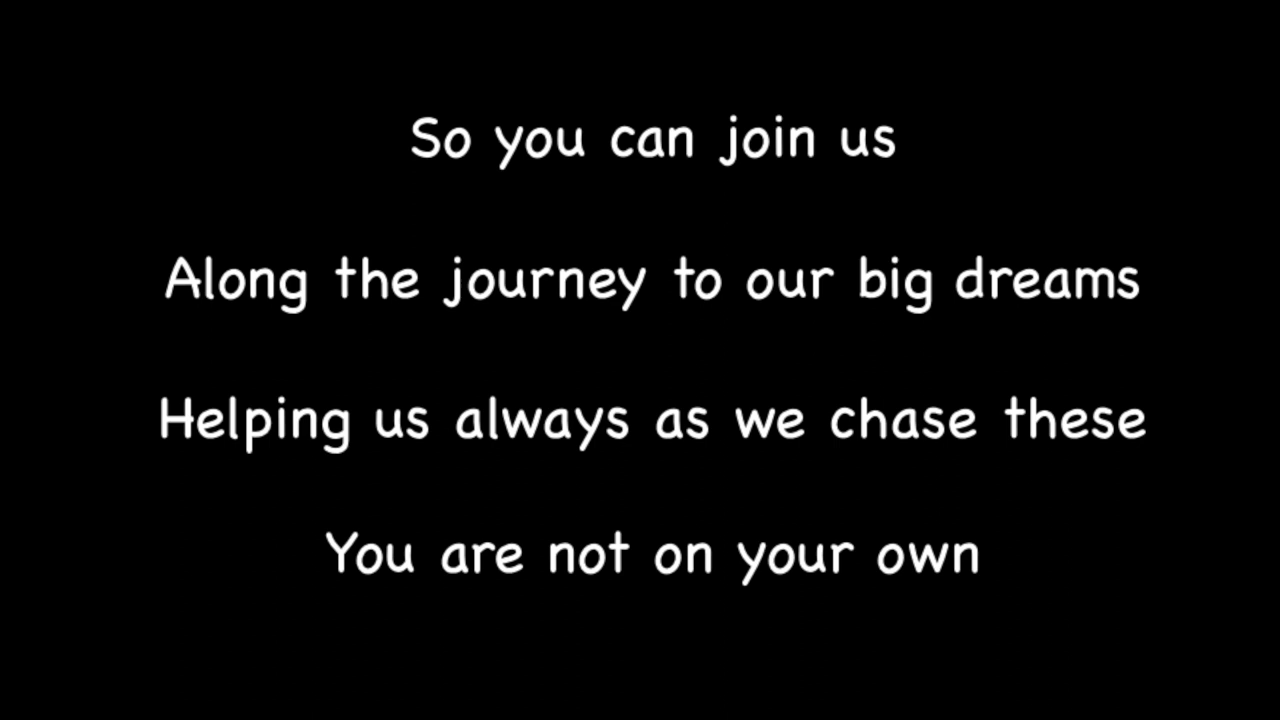 So you can join us
Along the journey to our big dreams
Helping us always as we chase these
You are not on your own